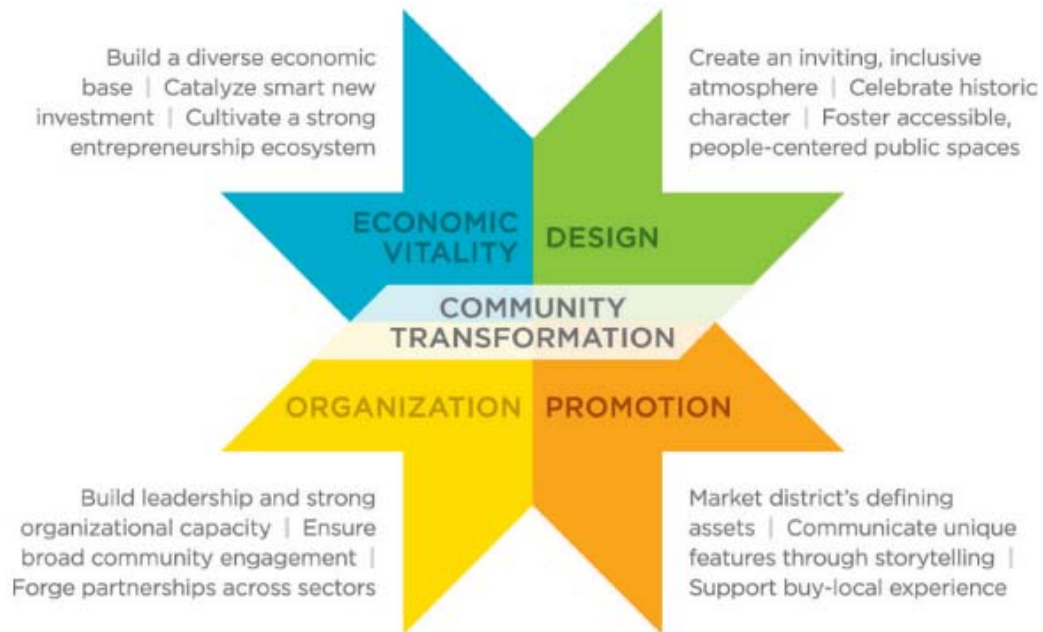 Build a diverse economic
base | Catalyze smart new
investment | Cultivate a strong
entrepreneurship ecosystem
Create an inviting, inclusive
atmosphere | Celebrate historic
character | Foster accessible,
people-centered public spaces
ECONOMIC
VITALITY
DESIGN
COMMUNITY
TRANSFORMATION
ORGANIZATION
PROMOTION
Build leadership and strong
organizational capacity | Ensure
broad community engagement |
Forge partnerships across sectors
Market district's defining
assets | Communicate unique
features through storytelling |
Support buy-local experience